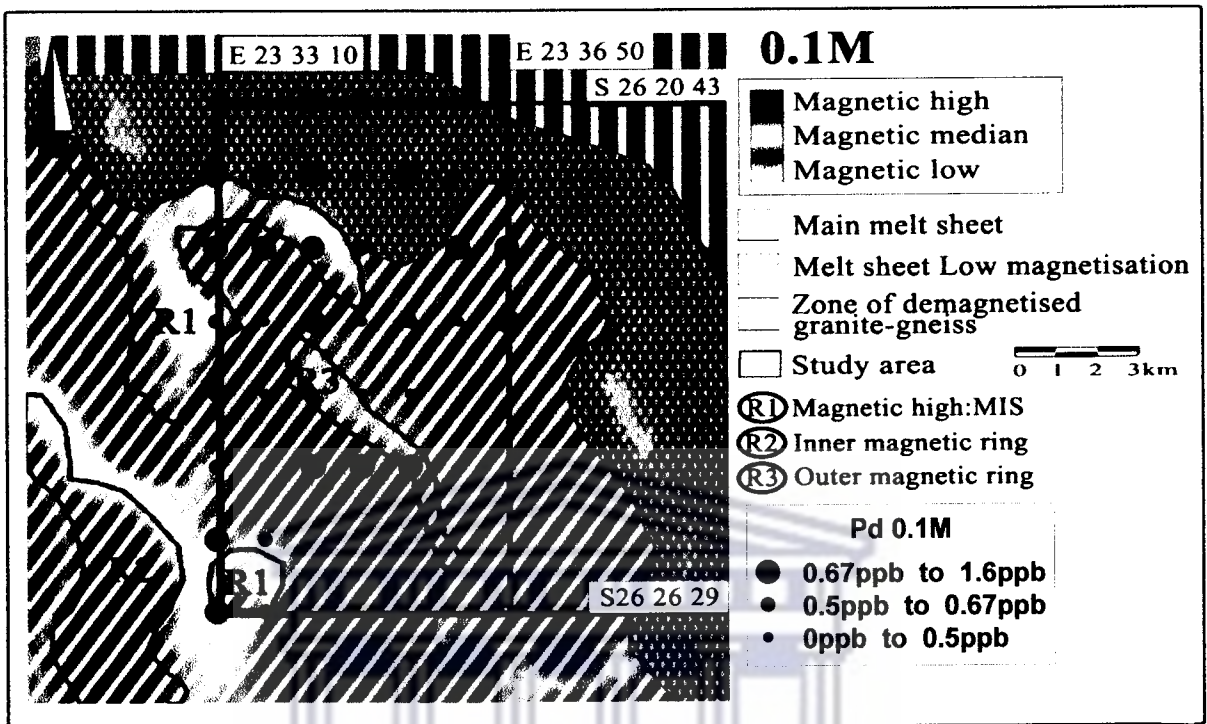 E 23 33 10
E 23 36 50
S 26 20 43
R1
R3
R1
S26 26 29
0.1M
Magnetic high
Magnetic median
Magnetic low
Main melt sheet
Melt sheet Low magnetisation
Zone of demagnetised
granite-gneiss
Study area
0 1 2 3km
R1 Magnetic high:MIS
R2 Inner magnetic ring
R3 Outer magnetic ring
Pd 0.1M
0.67ppb to 1.6ppb
0.5ppb to 0.67ppb
0ppb to 0.5ppb